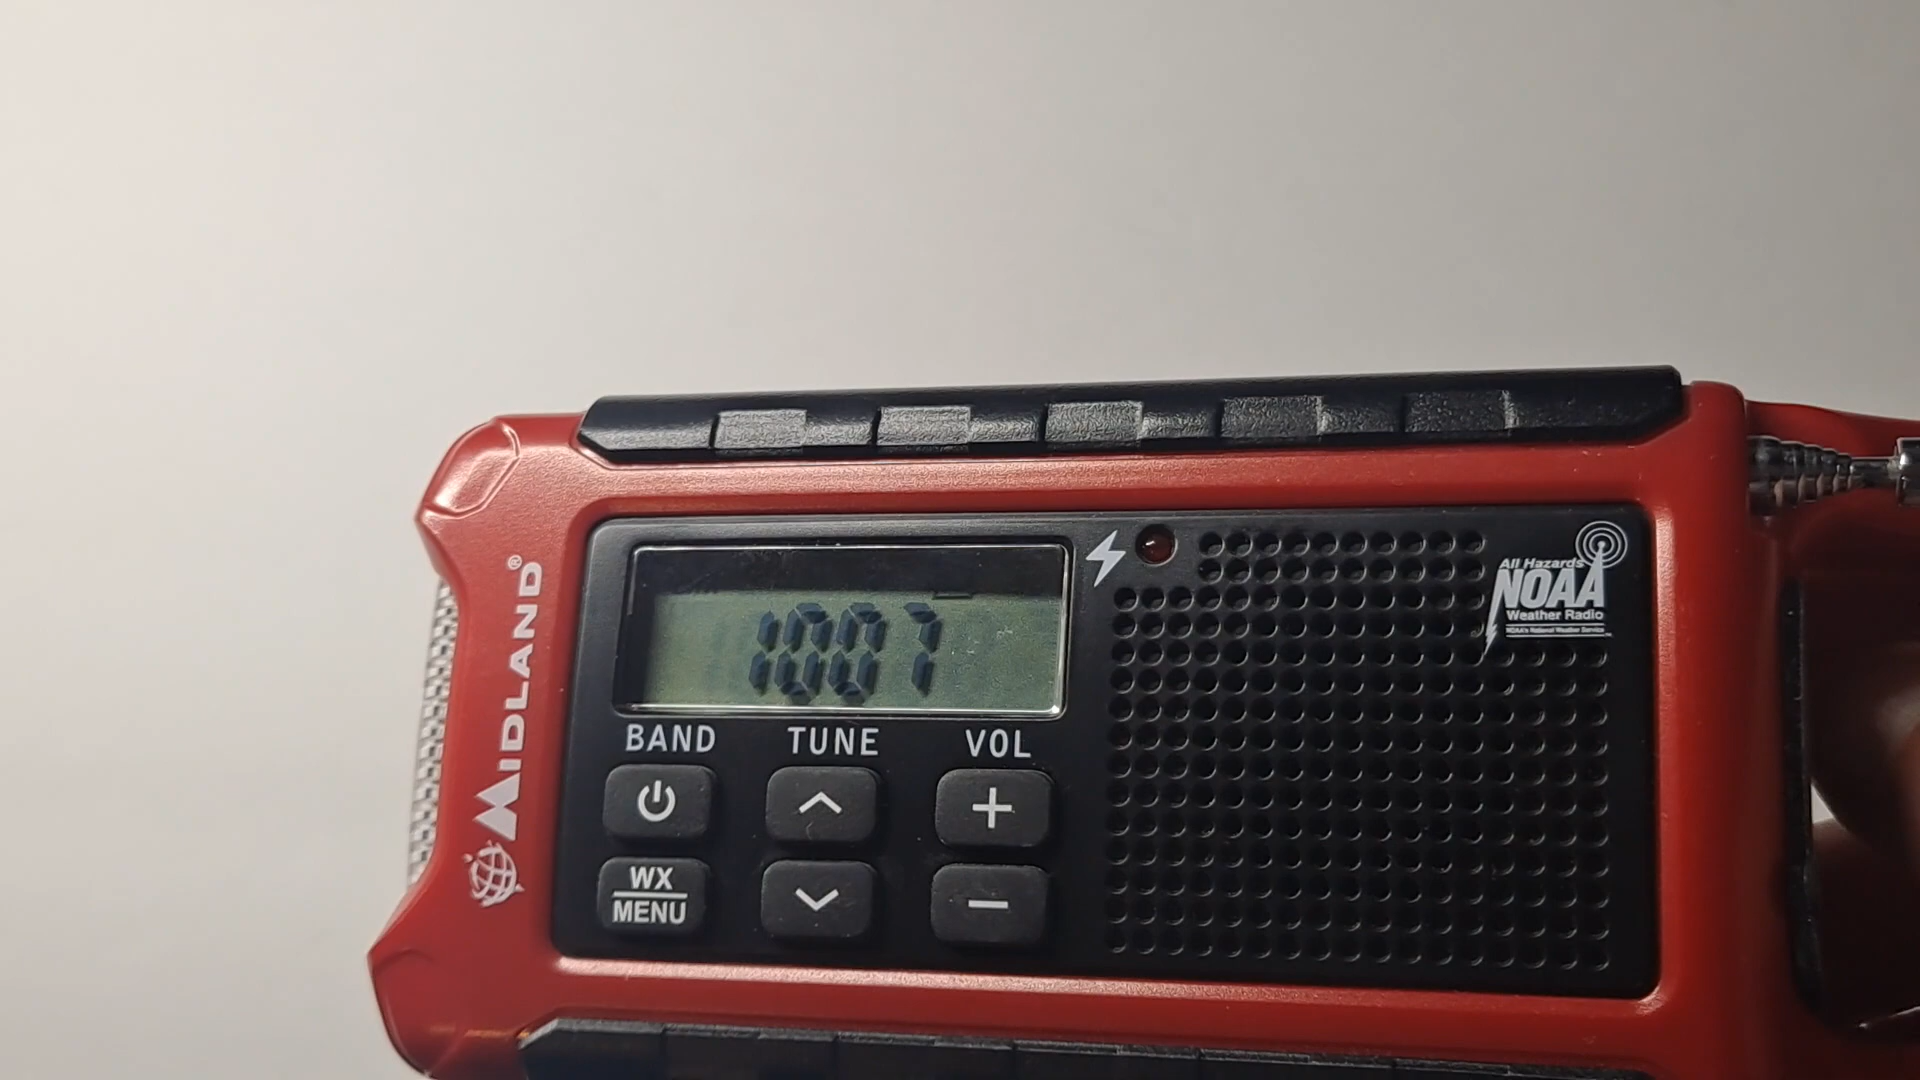 MIDLAND®
1007
All Hazards
NOAA
Weather Radio
BAND TUNE VOL
WX
MENU